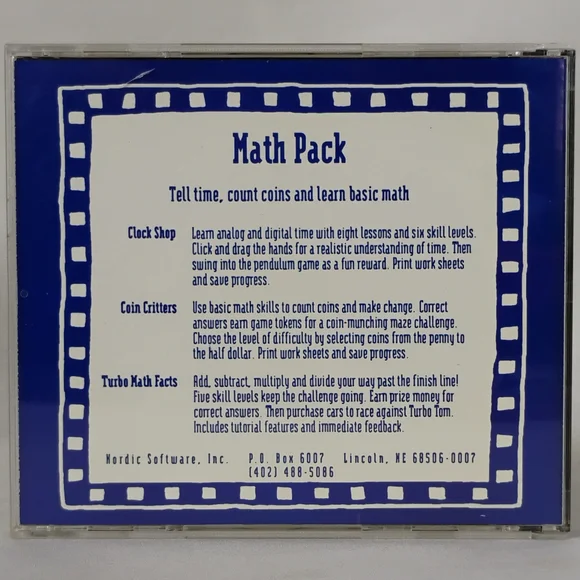 Math Pack
Tell time, count coins and learn basic math
Clock Shop Learn analog and digital time with eight lessons and six skill levels.
Click and drag the hands for a realistic understanding of time. Then
swing into the pendulum game as a fun reward. Print work sheets
and save progress.
Coin Critters Use basic math skills to count coins and make change. Correct
answers earn game tokens for a coin-munching maze challenge.
Choose the level of difficulty by selecting coins from the penny to
the half dollar. Print work sheets and save progress.
Turbo Math Facts Add, subtract, multiply and divide your way past the finish line!
Five skill levels keep the challenge going. Earn prize money for
correct answers. Then purchase cars to race against Turbo Tom.
Includes tutorial features and immediate feedback.
Nordic Software, Inc. P.O. Box 6007 Lincoln, NE 68506-0007
(402) 488-5086